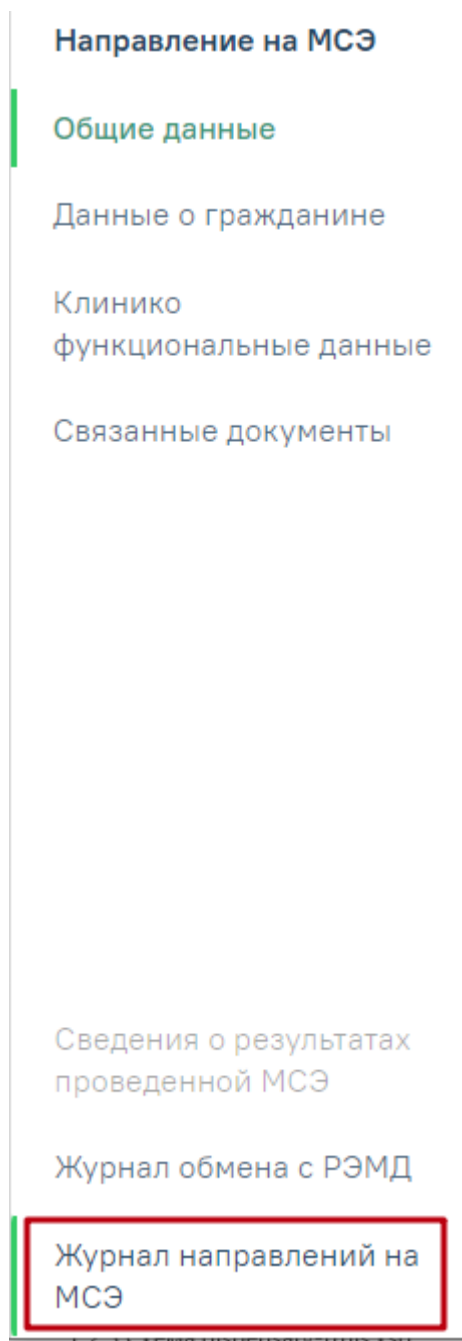 Направление на МСЭ
Общие данные
Данные о гражданине
Клинико
функциональные данные
Связанные документы
Сведения о результатах
проведенной МСЭ
Журнал обмена с РЭМД
Журнал направлений на
МСЭ